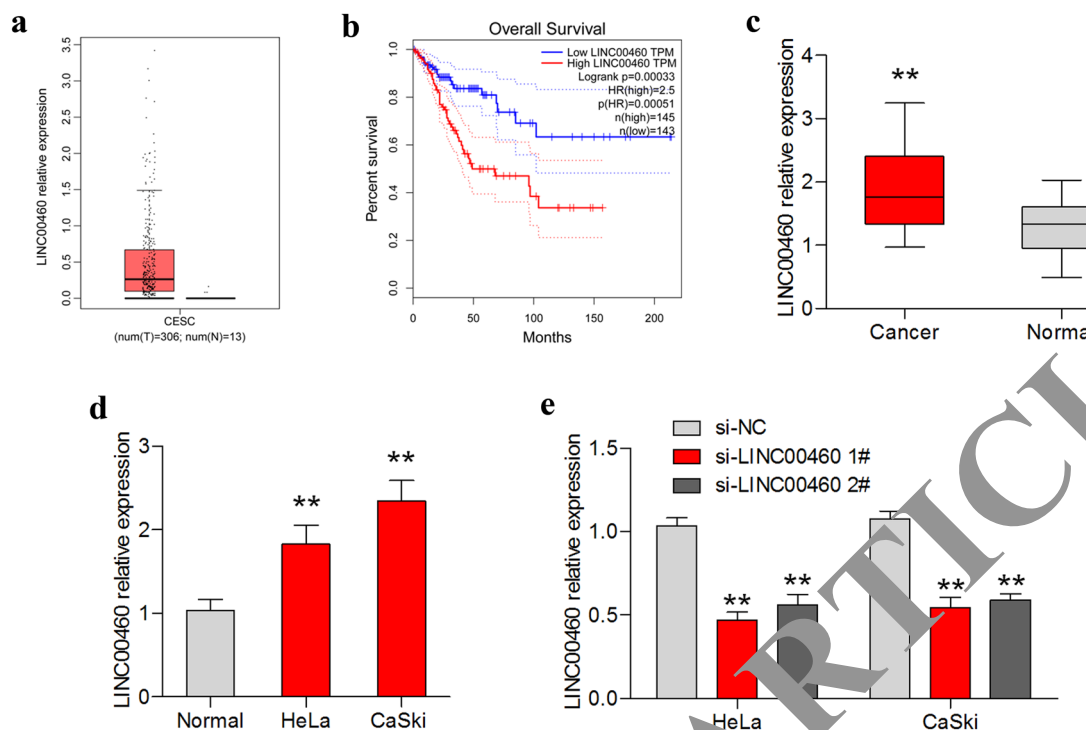 a
LINC00460 relative expression
3.5
3.0
2.5
2.0
1.5
1.0
0.5
0.0
CESC
(num(T)=306; num(N)=13)
b
Overall Survival
Low LINC00460 TPM
High LINC00460 TPM
Logrank p=0.00033
HR(high)=2.5
p(HR)=0.00051
n(high)=145
n(low)=143
Percent survival
1.0
0.8
0.6
0.4
0.2
0.0
0 50 100 150 200
Months
c
LINC00460 relative expression
4
3
2
1
0
**
Cancer Norma
d
LINC00460 relative expression
3
2
1
0
**
**
Normal HeLa CaSki
e
si-NC
si-LINC00460 1#
si-LINC00460 2#
LINC00460 relative expression
1.5
1.0
0.5
0.0
** ** ** **
HeLa CaSki
ARTICL